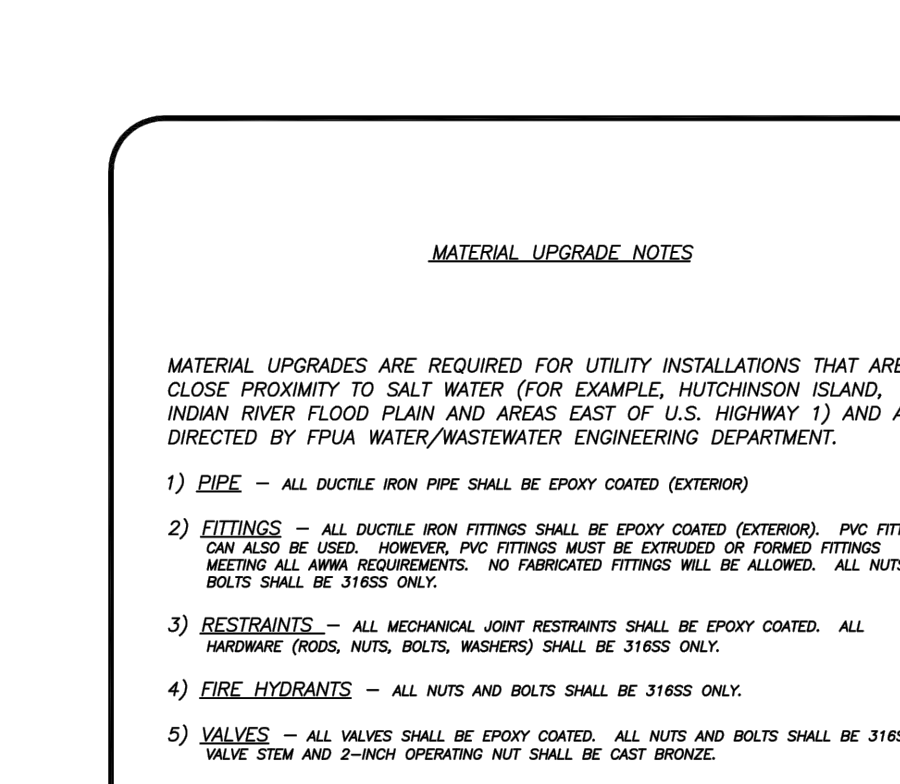 MATERIAL UPGRADE NOTES
MATERIAL UPGRADES ARE REQUIRED FOR UTILITY INSTALLATIONS THAT ARE
CLOSE PROXIMITY TO SALT WATER (FOR EXAMPLE, HUTCHINSON ISLAND,
INDIAN RIVER FLOOD PLAIN AND AREAS EAST OF U.S. HIGHWAY 1) AND
DIRECTED BY FPUA WATER/WASTEWATER ENGINEERING DEPARTMENT.
1) PIPE – ALL DUCTILE IRON PIPE SHALL BE EPOXY COATED (EXTERIOR)
2) FITTINGS – ALL DUCTILE IRON FITTINGS SHALL BE EPOXY COATED (EXTERIOR). PVC
CAN ALSO BE USED. HOWEVER, PVC FITTINGS MUST BE EXTRUDED OR FORMED FITTINGS
MEETING ALL AWWA REQUIREMENTS. NO FABRICATED FITTINGS WILL BE ALLOWED. ALL NUTS
BOLTS SHALL BE 316SS ONLY.
3) RESTRAINTS – ALL MECHANICAL JOINT RESTRAINTS SHALL BE EPOXY COATED. ALL
HARDWARE (RODS, NUTS, BOLTS, WASHERS) SHALL BE 316SS ONLY.
4) FIRE HYDRANTS – ALL NUTS AND BOLTS SHALL BE 316SS ONLY.
5) VALVES – ALL VALVES SHALL BE EPOXY COATED. ALL NUTS AND BOLTS SHALL BE
VALVE STEM AND 2–INCH OPERATING NUT SHALL BE CAST BRONZE.